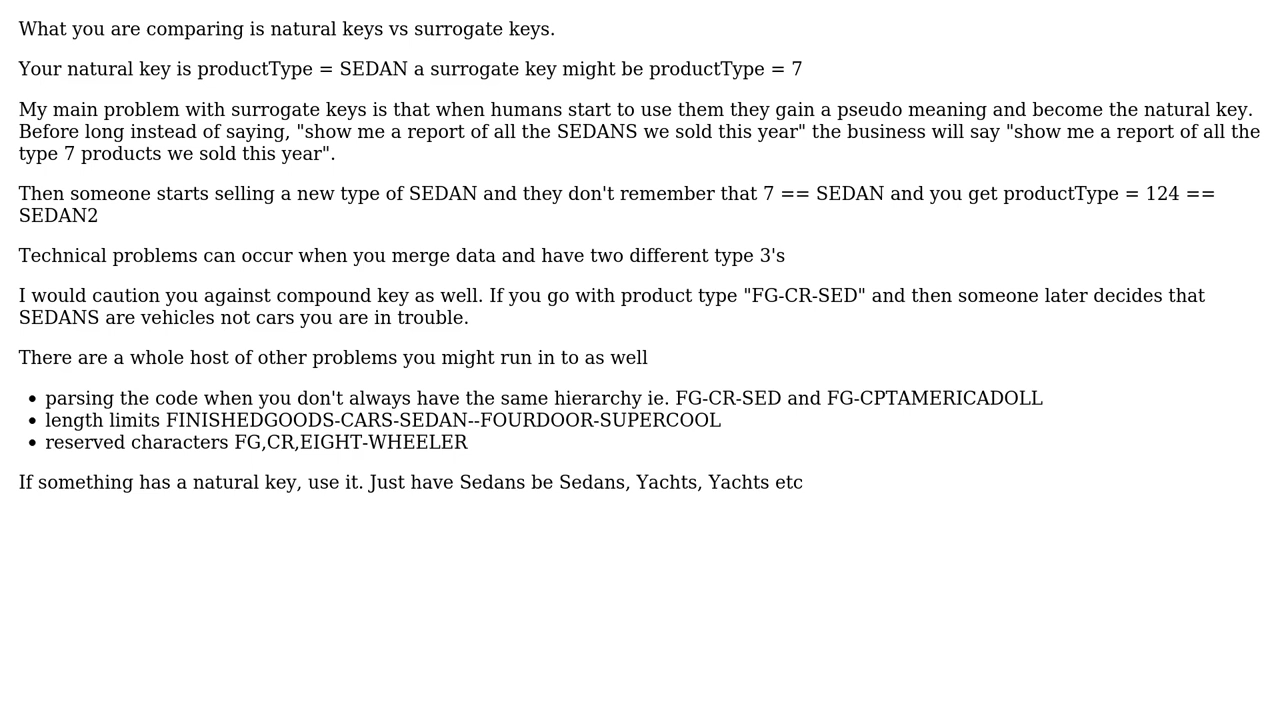 What you are comparing is natural keys vs surrogate keys.
Your natural key is productType = SEDAN a surrogate key might be productType = 7
My main problem with surrogate keys is that when humans start to use them they gain a pseudo meaning and become the natural key.
Before long instead of saying, "show me a report of all the SEDANS we sold this year" the business will say "show me a report of all the
type 7 products we sold this year".
Then someone starts selling a new type of SEDAN and they don't remember that 7 == SEDAN and you get productType = 124 ==
SEDAN2
Technical problems can occur when you merge data and have two different type 3's
I would caution you against compound key as well. If you go with product type "FG-CR-SED" and then someone later decides that
SEDANS are vehicles not cars you are in trouble.
There are a whole host of other problems you might run in to as well
• parsing the code when you don't always have the same hierarchy ie. FG-CR-SED and FG-CPTAMERICADOLL
• length limits FINISHEDGOODS-CARS-SEDAN--FOURDOOR-SUPERCOOL
• reserved characters FG,CR,EIGHT-WHEELER
If something has a natural key, use it. Just have Sedans be Sedans, Yachts, Yachts etc